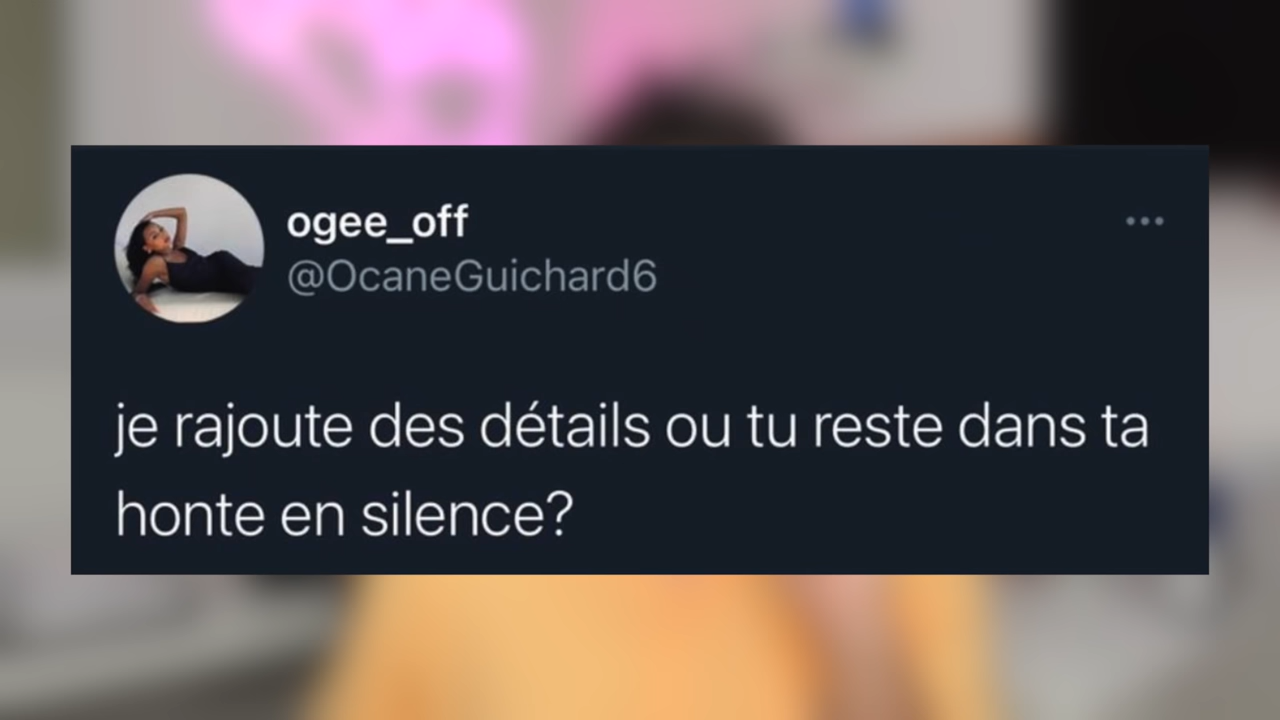 ogee_off
@OcaneGuichard6
je rajoute des détails ou tu reste dans ta
honte en silence?